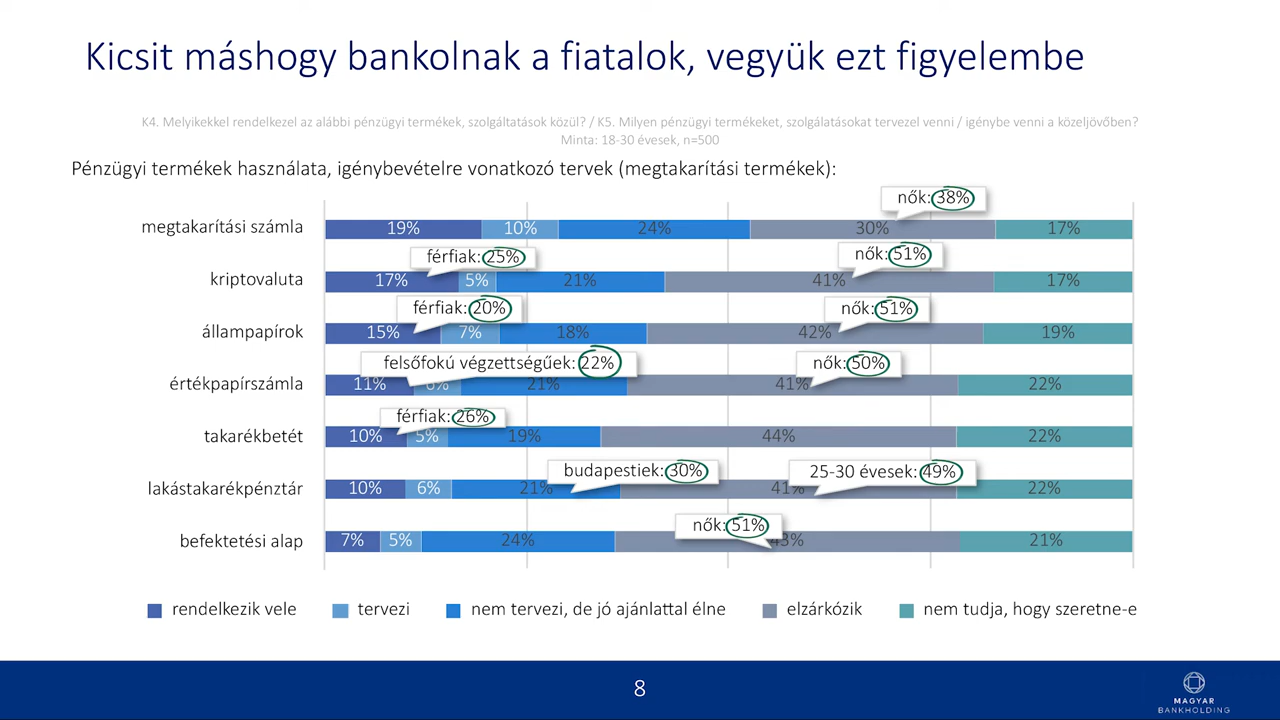 Kicsit máshogy bankolnak a fiatalok, vegyük ezt figyelembe
K4. Melyikekkel rendelkezel az alábbi pénzügyi termékek, szolgáltatások közül? / K5. Milyen pénzügyi termékeket, szolgálatásokat tervezel venni / igénybe venni a közeljövőben?
Minta: 18-30 évesek, n=500
Pénzügyi termékek használata, igénybevételre vonatkozó tervek (megtakarítási termékek):
nők: 38%
megtakarítási számla 19% 10% 24% 30% 17%
férfiak: 25% nők: 51%
kriptovaluta 17% 5% 21% 41% 17%
férfiak: 20% nők: 51%
állampapírok 15% 7% 18% 42% 19%
felsőfokú végzettségűek: 22% nők: 50%
értékpapírszámla 11% 6% 21% 41% 22%
férfiak: 26%
takarékbetét 10% 5% 19% 44% 22%
budapestiek: 30% 25-30 évesek: 49%
lakástakarékpénztár 10% 6% 21% 41% 22%
nők: 51%
befektetési alap 7% 5% 24% 43% 21%
rendelkezik vele tervezi nem tervezi, de jó ajánlattal élne elzárkózik nem tudja, hogy szeretne-e
8
MAGYAR
BANKHOLDING